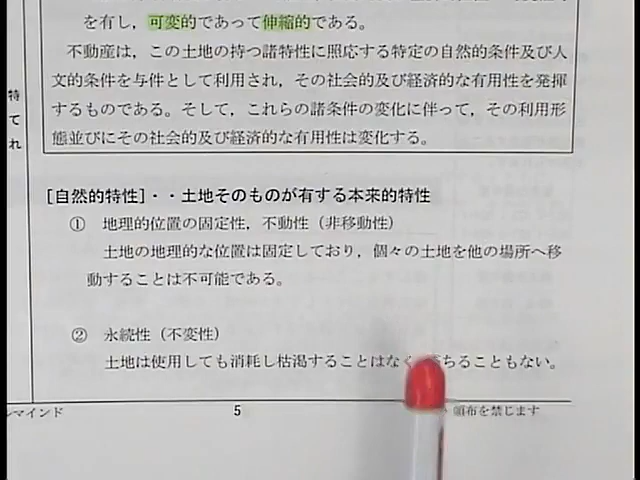 を有し，可変的であって伸縮的である。
不動産は，この土地の持つ諸特性に照応する特定の自然的条件及び人
文的条件を与件として利用され，その社会的及び経済的な有用性を発揮
するものである。そして，これらの諸条件の変化に伴って，その利用形
態並びにその社会的及び経済的な有用性は変化する。
特
て
れ
[自然的特性]・・土地そのものが有する本来的特性
① 地理的位置の固定性，不動性（非移動性）
土地の地理的な位置は固定しており，個々の土地を他の場所へ移
動することは不可能である。
② 永続性（不変性）
土地は使用しても消耗し枯渇することはなく ちることもない。
ルマインド
5
頒布を禁じます